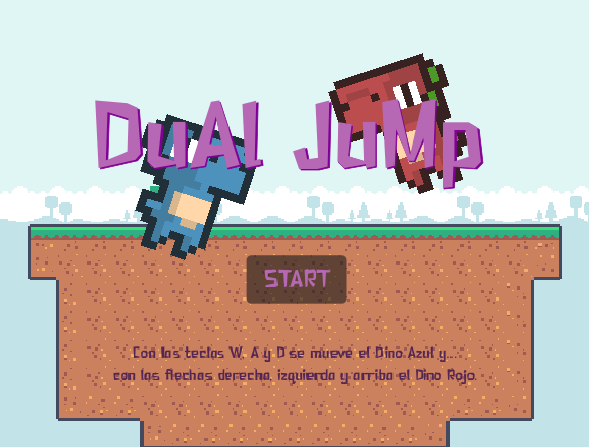 DuAl JuMp
START
Con las teclas W, A y D se mueve el Dino Azul y...
con las flechas derecha, izquierda y arriba el Dino Rojo.